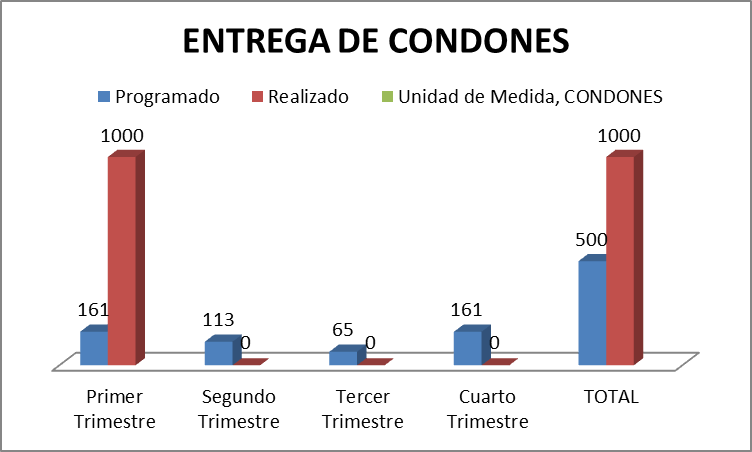 ENTREGA DE CONDONES
Programado Realizado Unidad de Medida, CONDONES
1000 1000
500
161 113 65 161
0 0 0
Primer Segundo Tercer Cuarto TOTAL
Trimestre Trimestre Trimestre Trimestre